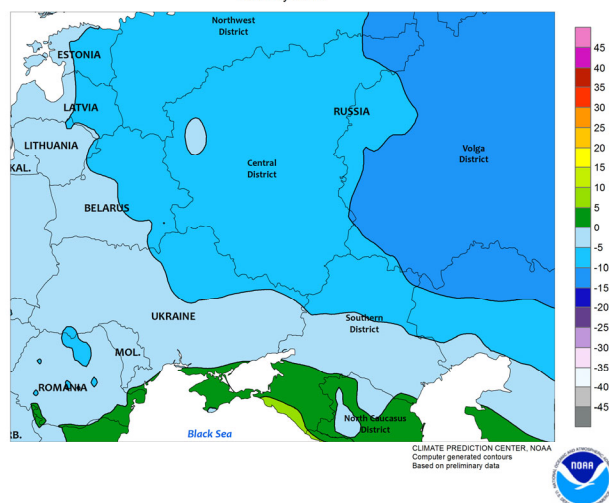 Northwest
District
ESTONIA
LATVIA
RUSSIA
LITHUANIA
Volga
District
KAL.
Central
District
BELARUS
UKRAINE
Southern
District
MOL.
ROMANIA
North Caucasus
District
RB.
Black Sea
45
40
35
30
25
20
15
10
5
0
-5
-10
-15
-20
-25
-30
-35
-40
-45
CLIMATE PREDICTION CENTER, NOAA
Computer generated contours
Based on preliminary data
NOAA